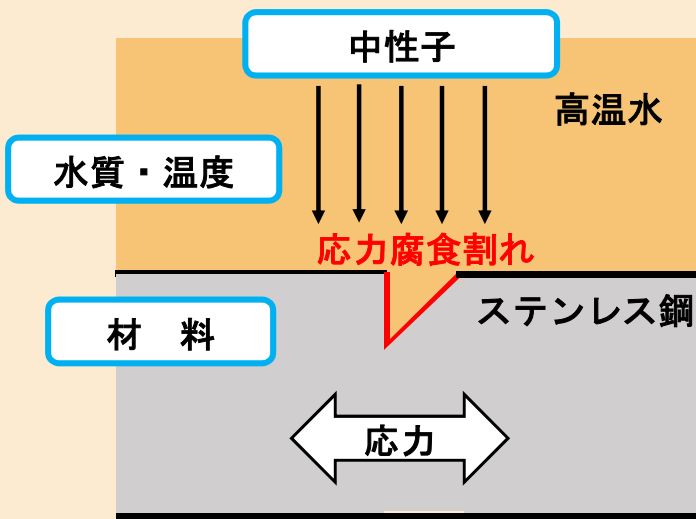 中性子
高温水
水質・温度
応力腐食割れ
ステンレス鋼
材　料
応力